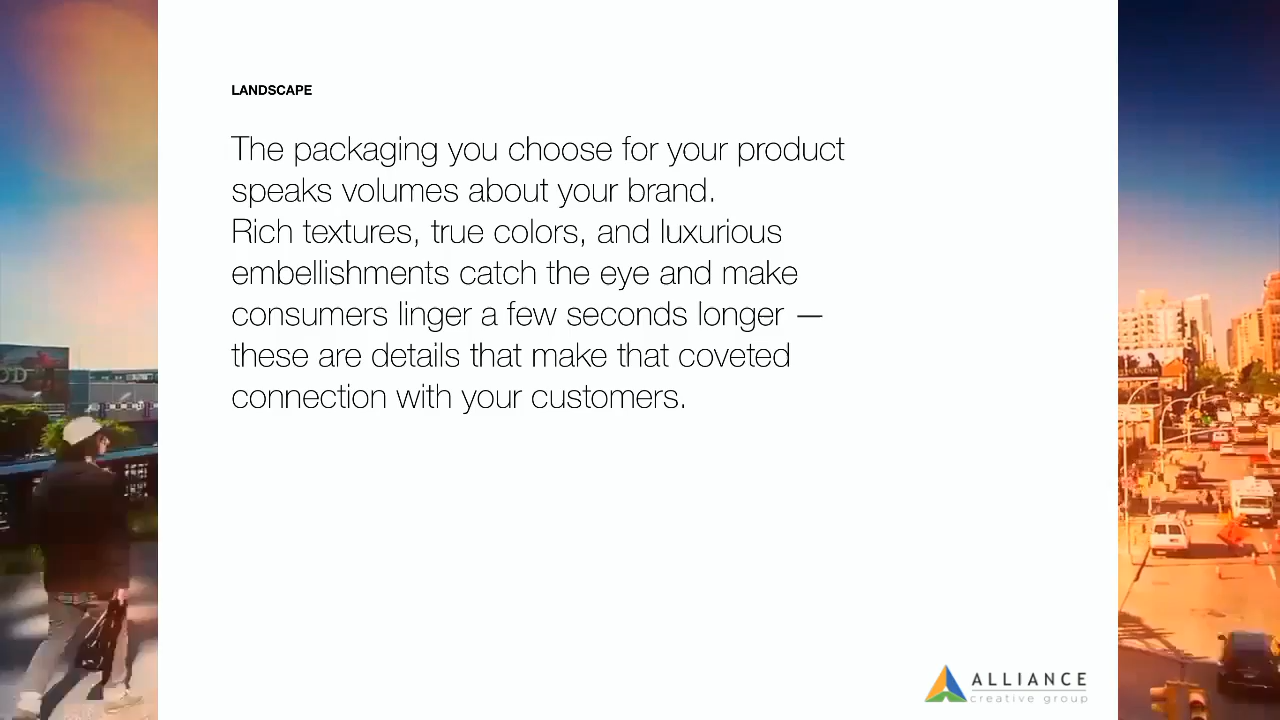 LANDSCAPE
The packaging you choose for your product
speaks volumes about your brand.
Rich textures, true colors, and luxurious
embellishments catch the eye and make
consumers linger a few seconds longer —
these are details that make that coveted
connection with your customers.
OD
ALLIANCE
creative group